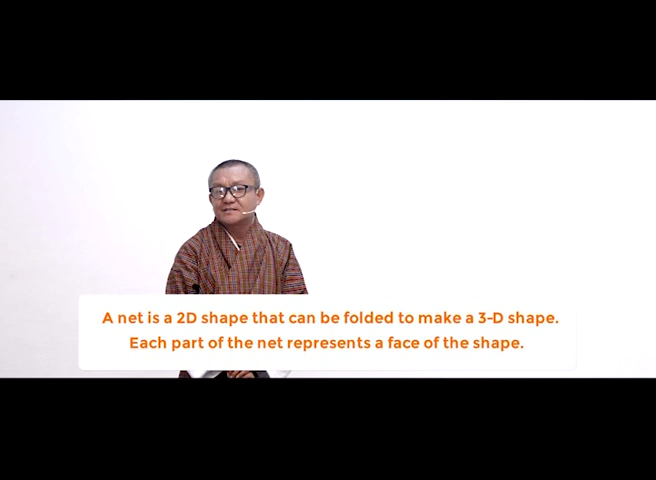 A net is a 2D shape that can be folded to make a 3-D shape.
Each part of the net represents a face of the shape.